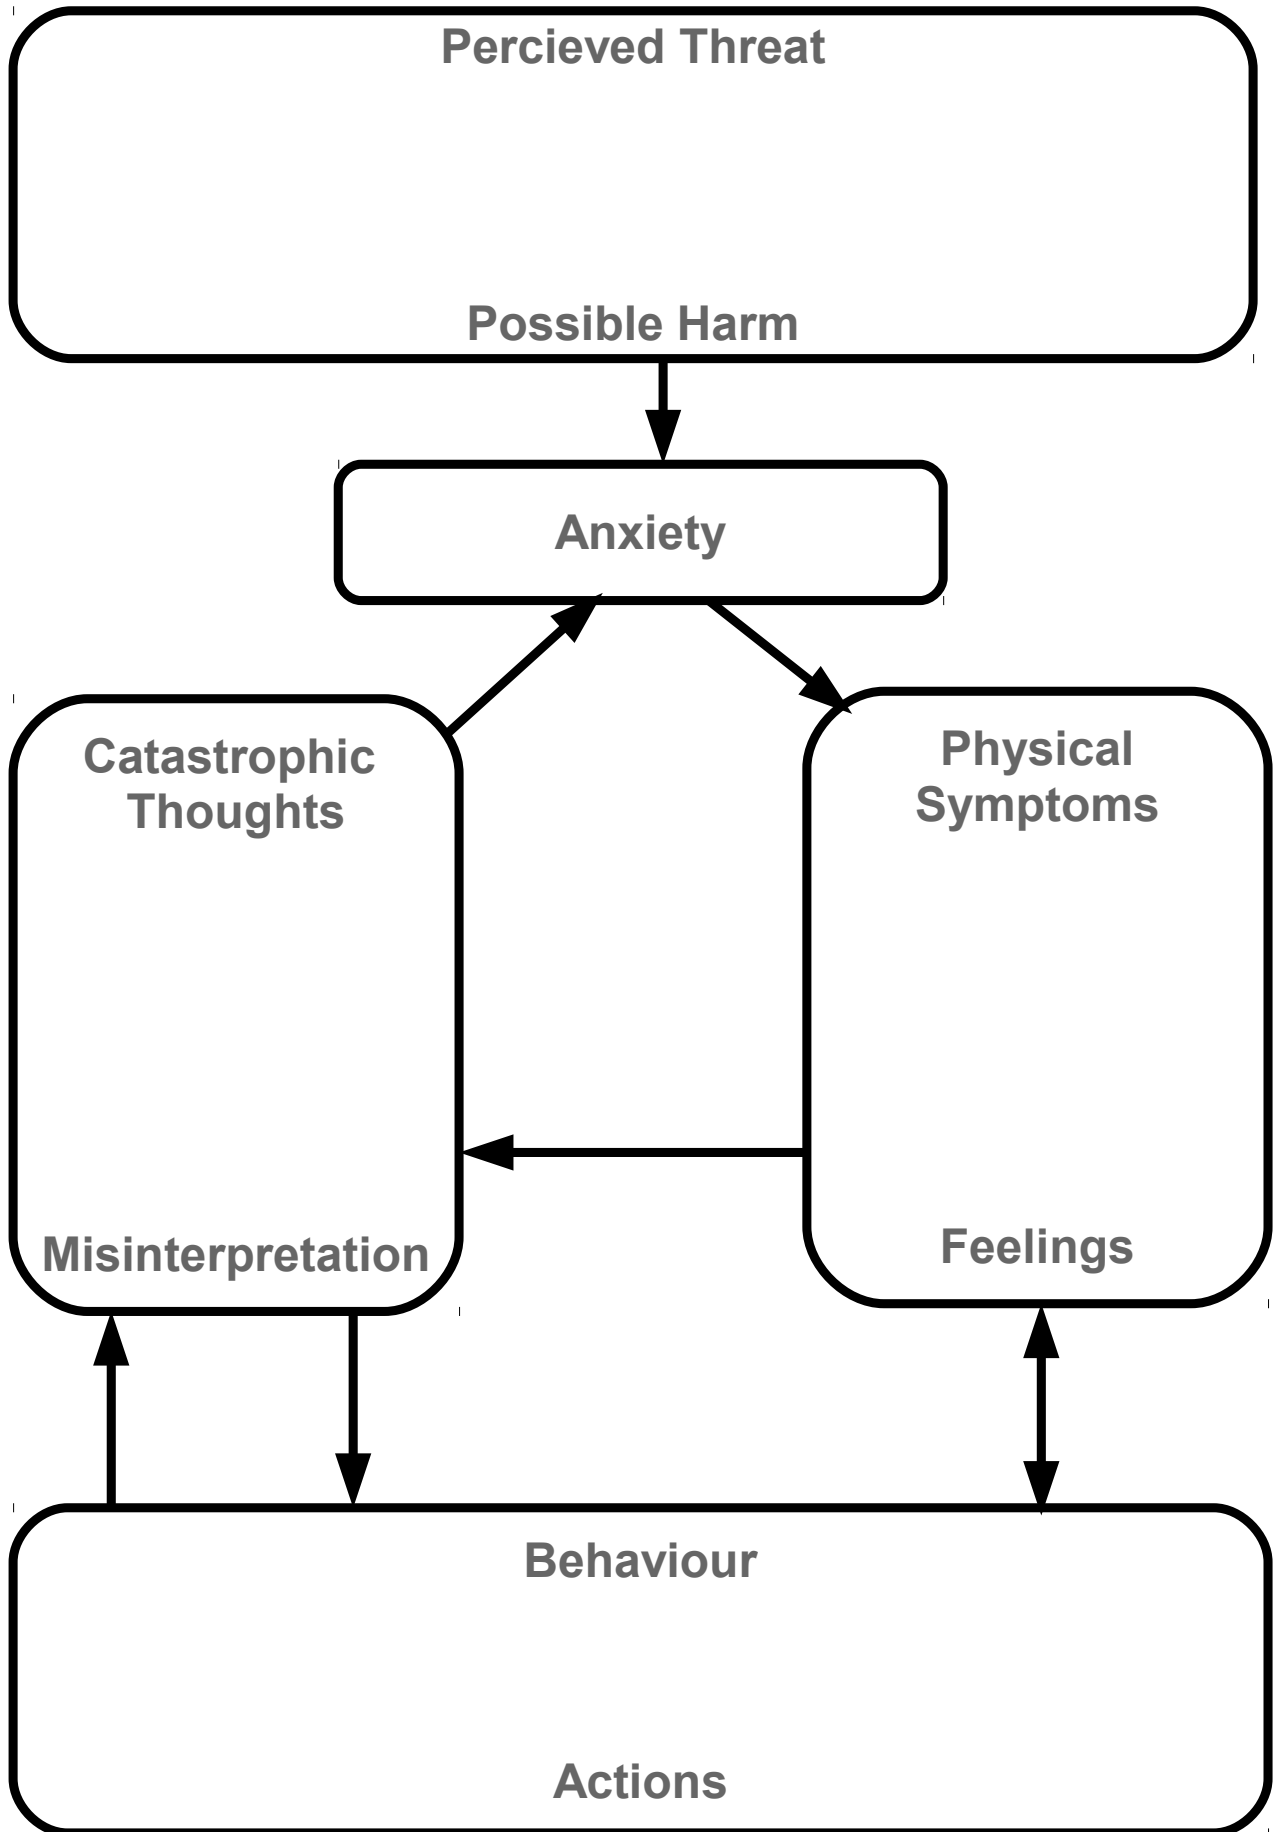 Percieved Threat
Possible Harm
Anxiety
Catastrophic
Thoughts
Misinterpretation
Physical
Symptoms
Feelings
Behaviour
Actions